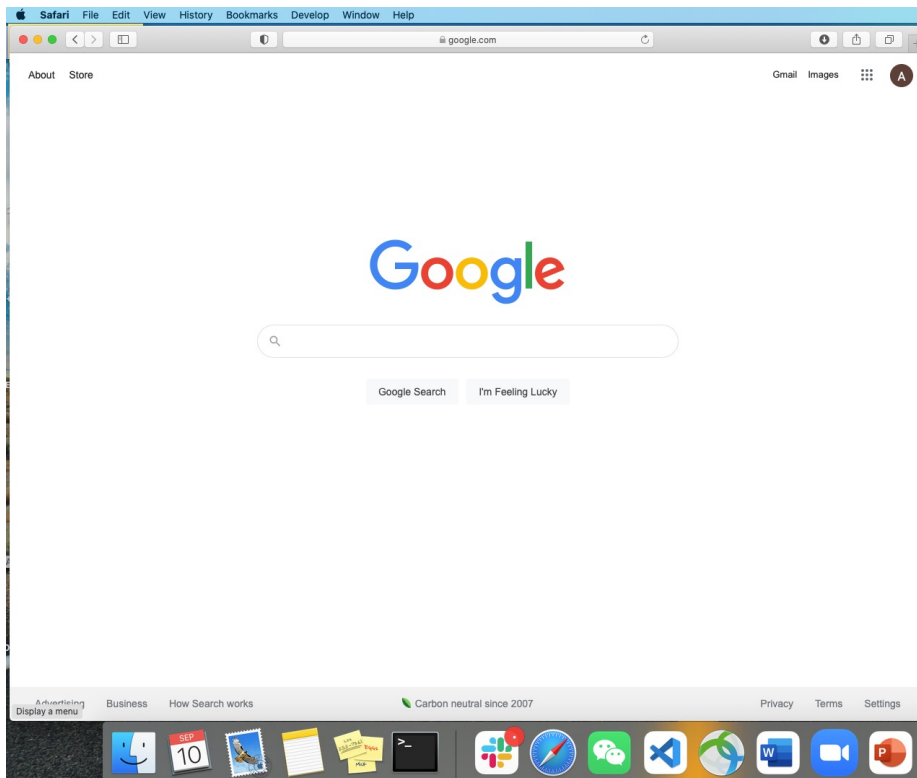 Safari File Edit View History Bookmarks Develop Window Help
google.com
About Store
Gmail Images A
Google
Google Search I'm Feeling Lucky
Advertising Business How Search works Carbon neutral since 2007 Privacy Terms Settings
Display a menu
SEP
10
>_
W
P